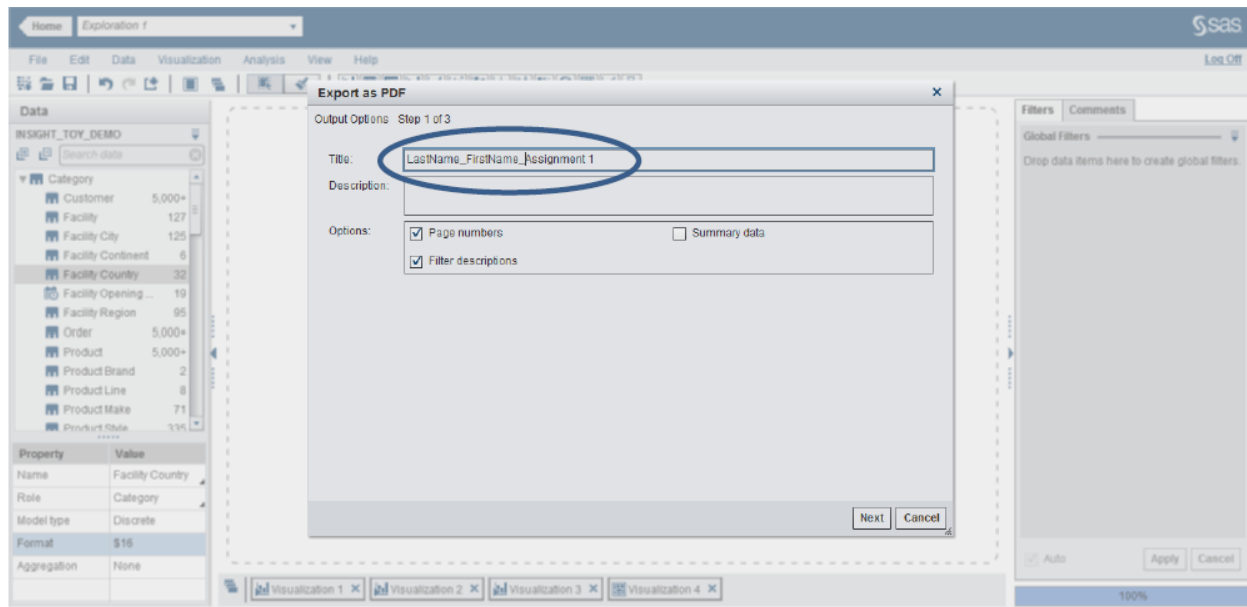 Home Exploration 1
sas
File Edit Data Visualization Analysis View Help
Log Off
Data
INSIGHT_TOY_DEMO
Search data
Category
Customer 5,000+
Facility 127
Facility City 125
Facility Continent 6
Facility Country 32
Facility Opening ... 19
Facility Region 95
Order 5,000+
Product 5,000+
Product Brand 2
Product Line 8
Product Make 71
Product Style 335
Property Value
Name Facility Country
Role Category
Model type Discrete
Format $16
Aggregation None
Export as PDF
Output Options Step 1 of 3
Title: LastName_FirstName_Assignment 1
Description:
Options: Page numbers Summary data
Filter descriptions
Next Cancel
Visualization 1 Visualization 2 Visualization 3 Visualization 4
Filters Comments
Global Filters
Drop data items here to create global filters.
Auto Apply Cancel
100%